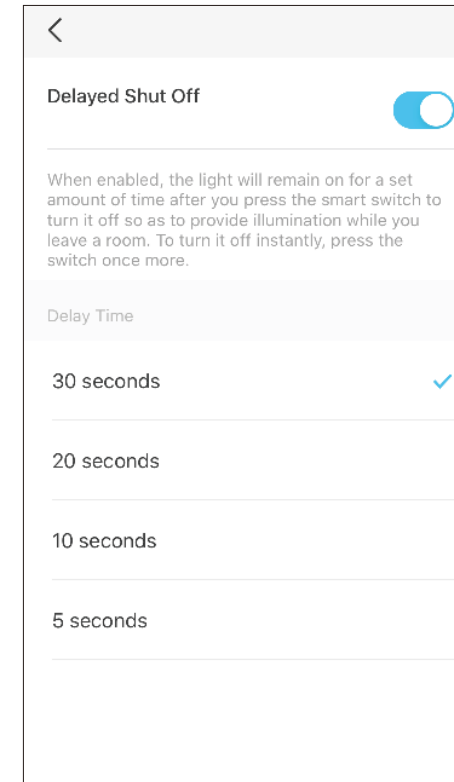 Delayed Shut Off
When enabled, the light will remain on for a set
amount of time after you press the smart switch to
turn it off so as to provide illumination while you
leave a room. To turn it off instantly, press the
switch once more.
Delay Time
30 seconds
20 seconds
10 seconds
5 seconds